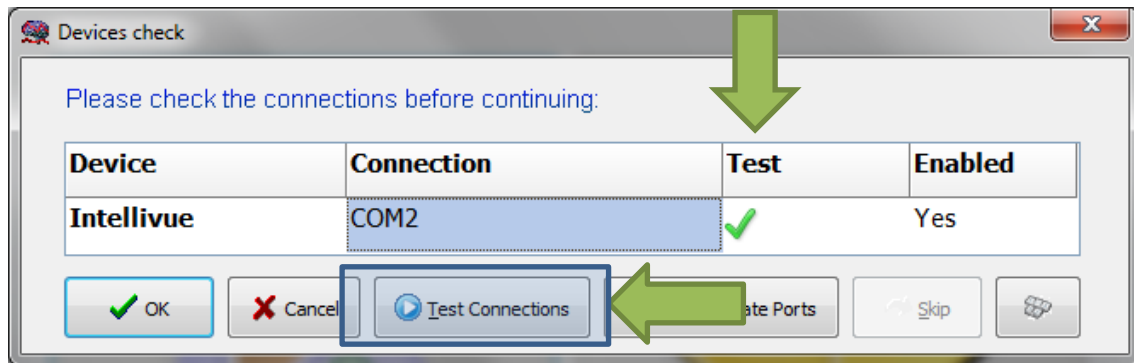 Devices check
Please check the connections before continuing:
Device Connection Test Enabled
Intellivue COM2 Yes
OK Cancel Test Connections ate Ports Skip